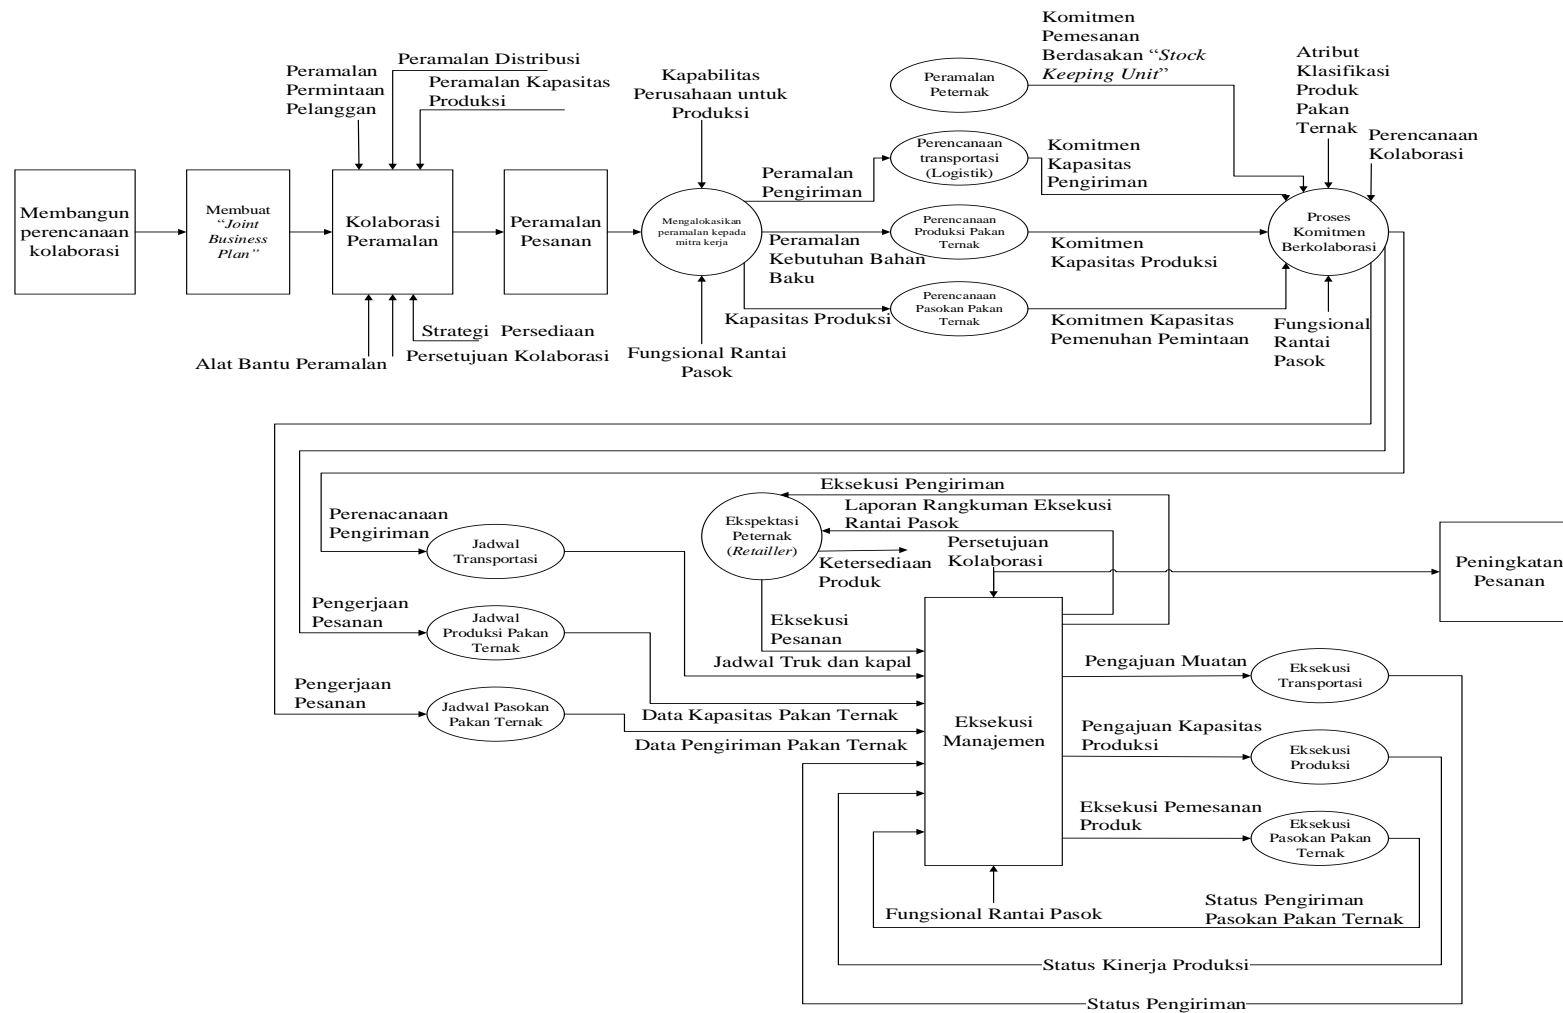 Membangun
perencanaan
kolaborasi
Membuat
“Joint
Business
Plan”
Peramalan
Permintaan
Pelanggan
Peramalan Distribusi
Peramalan Kapasitas
Produksi
Kolaborasi
Peramalan
Strategi Persediaan
Persetujuan Kolaborasi
Alat Bantu Peramalan
Peramalan
Pesanan
Kapabilitas
Perusahaan untuk
Produksi
Mengalokasikan
peramalan kepada
mitra kerja
Fungsional Rantai
Pasok
Peramalan
Pengiriman
Peramalan
Kebutuhan Bahan
Baku
Kapasitas Produksi
Peramalan
Peternak
Perencanaan
transportasi
(Logistik)
Perencanaan
Produksi Pakan
Ternak
Perencanaan
Pasokan Pakan
Ternak
Komitmen
Pemesanan
Berdasakan “Stock
Keeping Unit”
Komitmen
Kapasitas
Pengiriman
Komitmen
Kapasitas Produksi
Komitmen Kapasitas
Pemenuhan Pemintaan
Atribut
Klasifikasi
Produk
Pakan
Ternak
Perencanaan
Kolaborasi
Proses
Komitmen
Berkolaborasi
Fungsional
Rantai
Pasok
Perenacanaan
Pengiriman
Jadwal
Transportasi
Pengerjaan
Pesanan
Jadwal
Produksi Pakan
Ternak
Pengerjaan
Pesanan
Jadwal Pasokan
Pakan Ternak
Ekspektasi
Peternak
(Retailler)
Eksekusi Pengiriman
Laporan Rangkuman Eksekusi
Rantai Pasok
Ketersediaan
Produk
Persetujuan
Kolaborasi
Eksekusi
Pesanan
Jadwal Truk dan kapal
Data Kapasitas Pakan Ternak
Data Pengiriman Pakan Ternak
Eksekusi
Manajemen
Fungsional Rantai Pasok
Peningkatan
Pesanan
Pengajuan Muatan
Eksekusi
Transportasi
Pengajuan Kapasitas
Produksi
Eksekusi
Produksi
Eksekusi Pemesanan
Produk
Eksekusi
Pasokan Pakan
Ternak
Status Pengiriman
Pasokan Pakan Ternak
Status Kinerja Produksi
Status Pengiriman